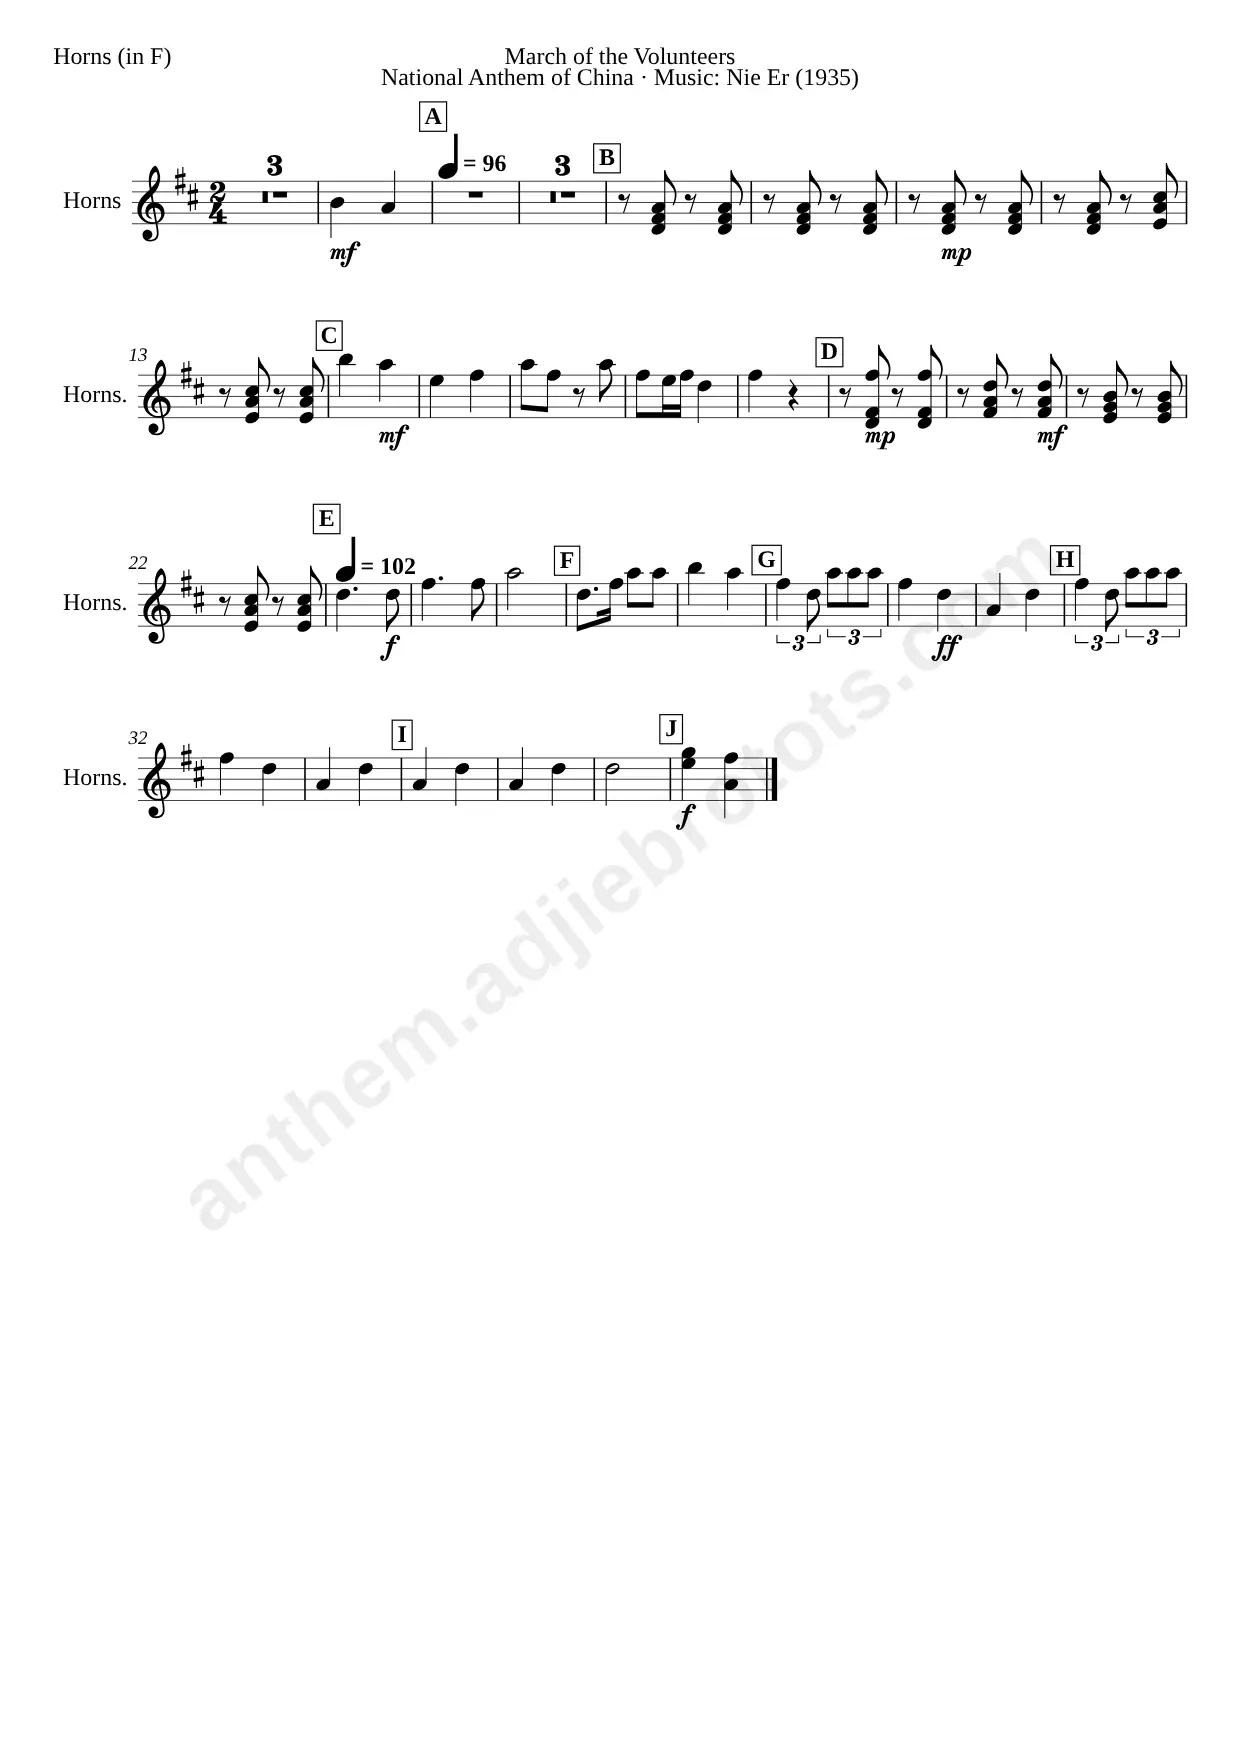 Horns (in F)
March of the Volunteers
National Anthem of China · Music: Nie Er (1935)
A
= 96
3
3
B
Horns
2
4
mf
mp
C
D
13
Horns.
mf
mp
mf
E
= 102
F
G
H
22
Horns.
f
3
3
ff
3
3
I
J
32
Horns.
f
anthem.adjiebrotots.com